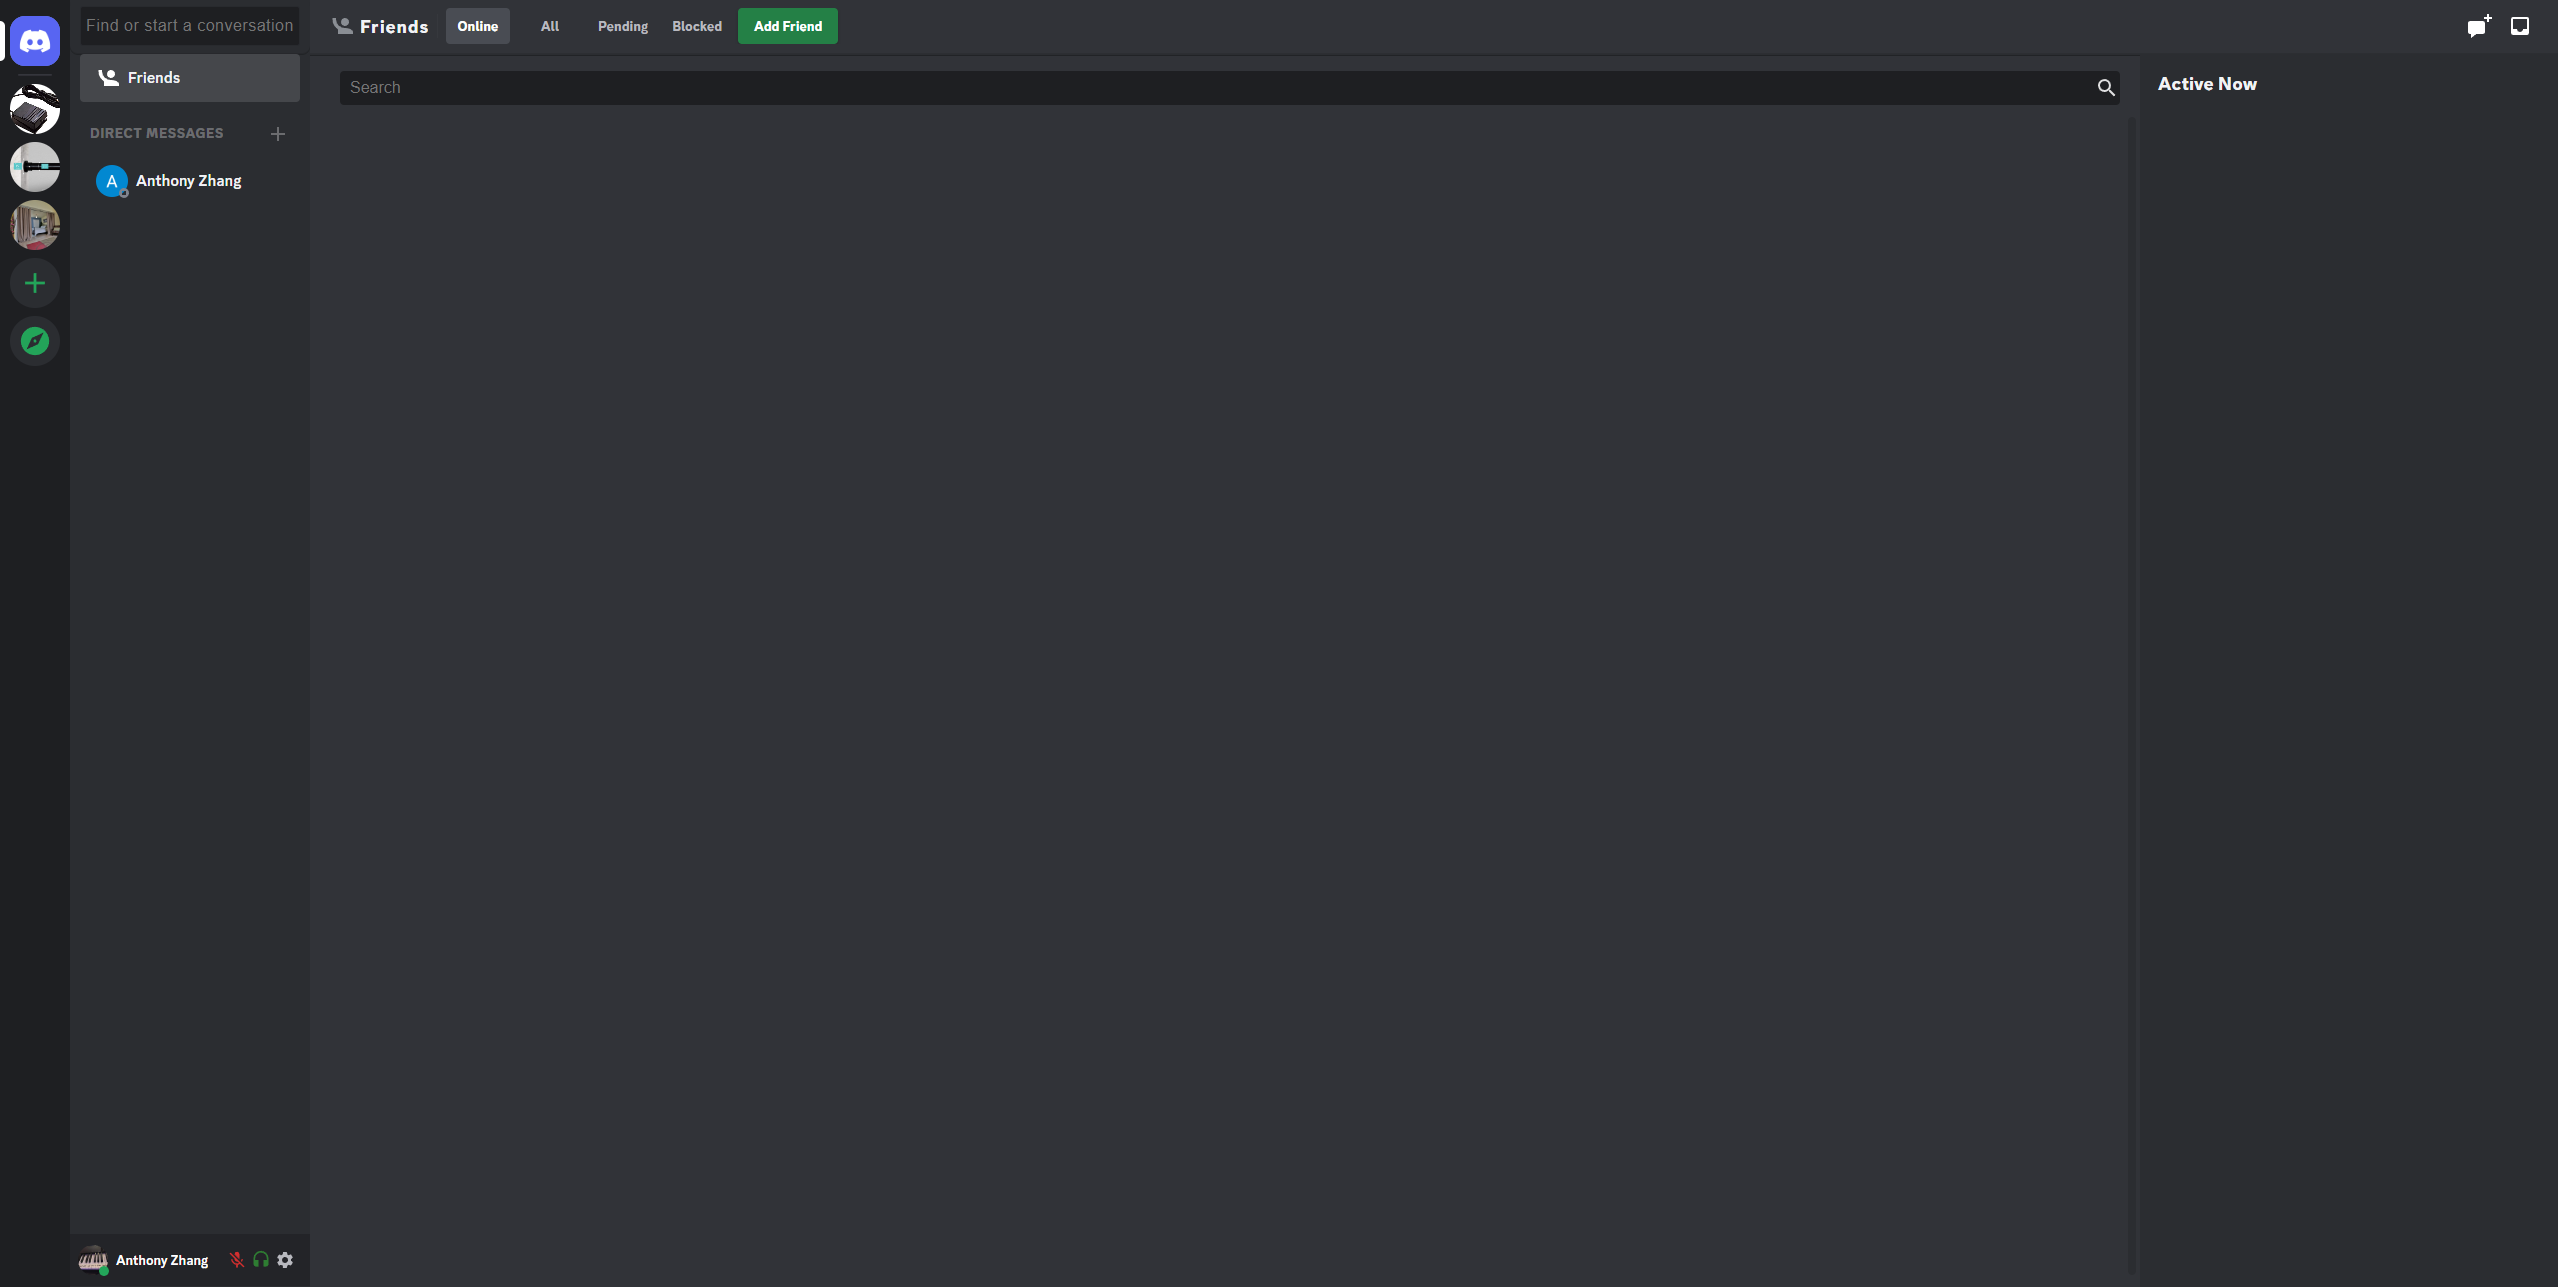 Find or start a conversation
Friends
DIRECT MESSAGES
A
Anthony Zhang
Friends
Online
All
Pending
Blocked
Add Friend
Search
Active Now
Anthony Zhang